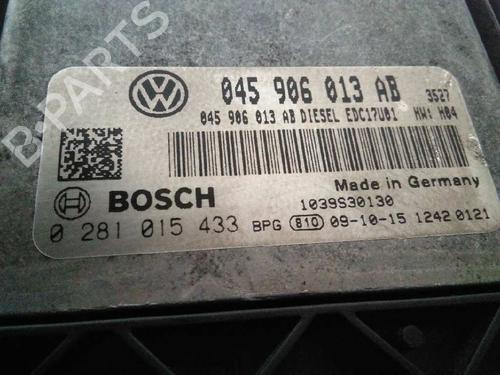 B-PARTS
045 906 013 AB 3527
045 906 013 AB DIESEL EDC17U01 HW: H04
BOSCH
Made in Germany
1039S30130
0 281 015 433 BPG 810 09-10-15 1242 0121